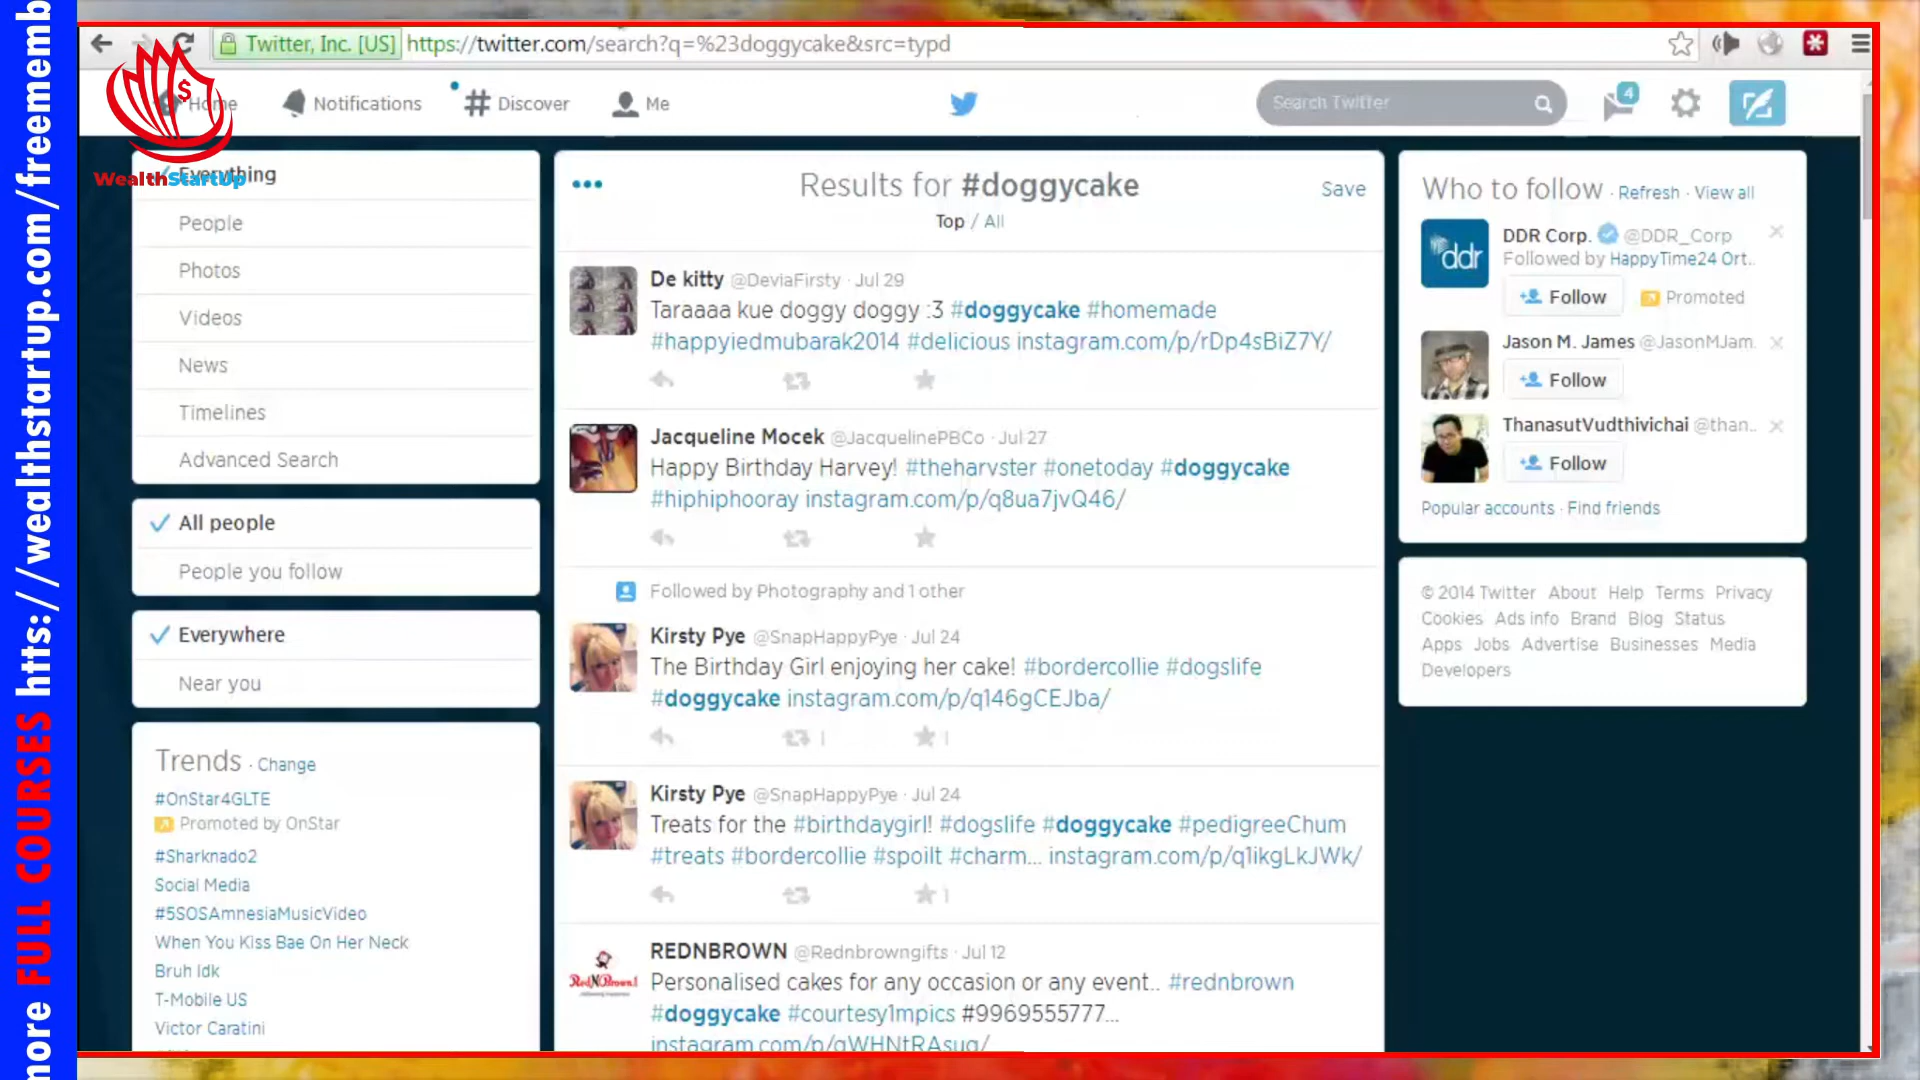 more FULL COURSES htts://wealthstartup.com/freememb
Twitter, Inc. [US] https://twitter.com/search?q=%23doggycake&src=typd
Home Notifications Discover Me
Search Twitter
4
WealthStartUp
Everything
People
Photos
Videos
News
Timelines
Advanced Search
All people
People you follow
Everywhere
Near you
Trends · Change
#OnStar4GLTE
Promoted by OnStar
#Sharknado2
Social Media
#5SOSAmnesiaMusicVideo
When You Kiss Bae On Her Neck
Bruh Idk
T-Mobile US
Victor Caratini
Results for #doggycake
Save
Top / All
De kitty @DeviaFirsty · Jul 29
Taraaaa kue doggy doggy :3 #doggycake #homemade
#happyiedmubarak2014 #delicious instagram.com/p/rDp4sBiZ7Y/
Jacqueline Mocek @JacquelinePBCo · Jul 27
Happy Birthday Harvey! #theharvster #onetoday #doggycake
#hiphiphooray instagram.com/p/q8ua7jvQ46/
Followed by Photography and 1 other
Kirsty Pye @SnapHappyPye · Jul 24
The Birthday Girl enjoying her cake! #bordercollie #dogslife
#doggycake instagram.com/p/q146gCEJba/
1 1
Kirsty Pye @SnapHappyPye · Jul 24
Treats for the #birthdaygirl! #dogslife #doggycake #pedigreeChum
#treats #bordercollie #spoilt #charm... instagram.com/p/q1ikgLkJWk/
1
REDNBROWN @Rednbrowngifts · Jul 12
RedNBrown!
Personalised cakes for any occasion or any event.. #rednbrown
#doggycake #courtesy1mpics #9969555777...
instagram.com/p/qWHNtRAsug/
Who to follow · Refresh · View all
ddr
DDR Corp. @DDR_Corp
Followed by HappyTime24 Ort..
Follow Promoted
Jason M. James @JasonMJam.
Follow
ThanasutVudthivichai @than..
Follow
Popular accounts · Find friends
© 2014 Twitter About Help Terms Privacy
Cookies Ads info Brand Blog Status
Apps Jobs Advertise Businesses Media
Developers